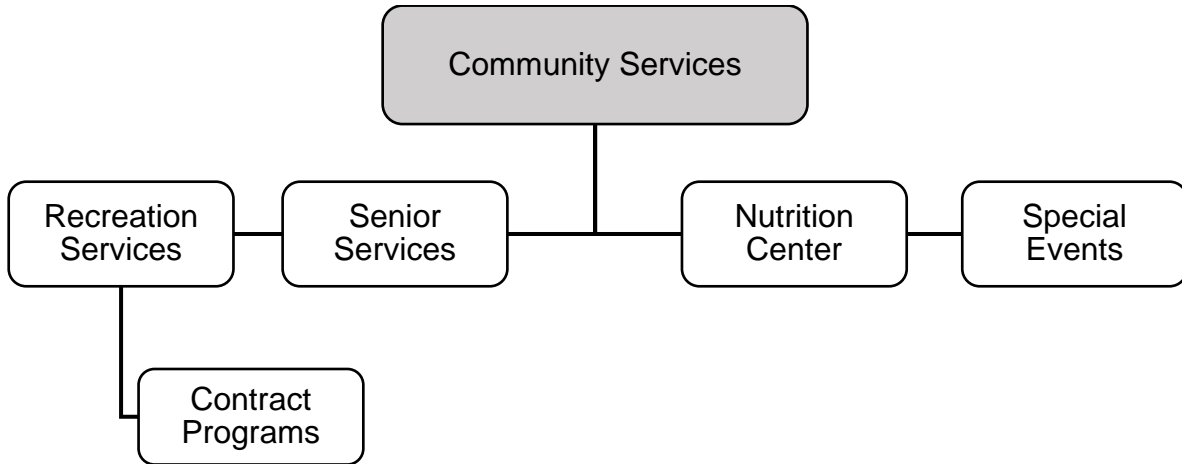 Community Services
Recreation
Services
Senior
Services
Nutrition
Center
Special
Events
Contract
Programs